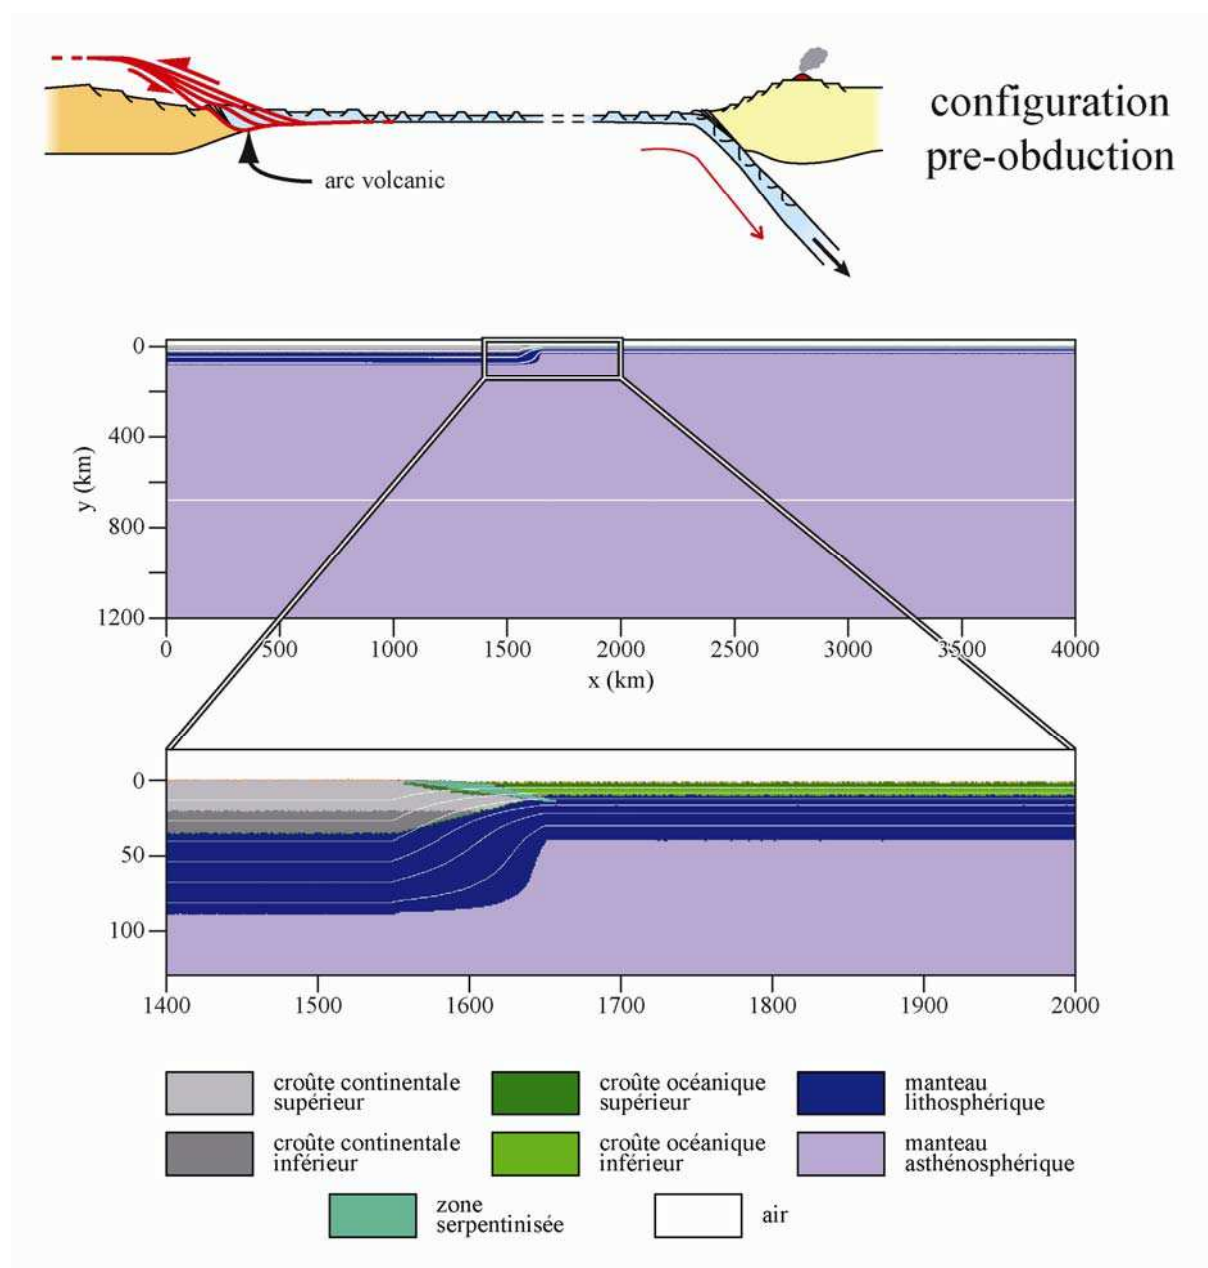 configuration
pre-obduction
arc volcanic
0
400
800
1200
y (km)
0 500 1000 1500 2000 2500 3000 3500 4000
x (km)
0
50
100
1400 1500 1600 1700 1800 1900 2000
croûte continentale
supérieur
croûte océanique
supérieur
manteau
lithosphérique
croûte continentale
inférieur
croûte océanique
inférieur
manteau
asthénosphérique
zone
serpentinisée
air